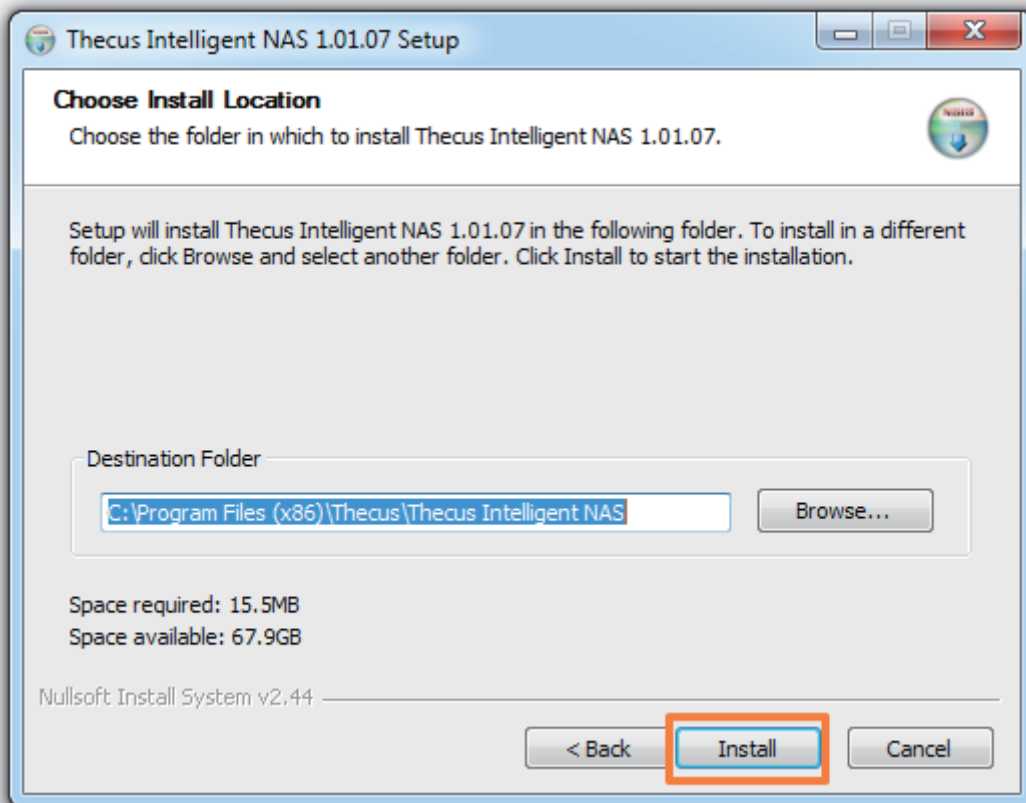 Thecus Intelligent NAS 1.01.07 Setup
Choose Install Location
Choose the folder in which to install Thecus Intelligent NAS 1.01.07.
Setup will install Thecus Intelligent NAS 1.01.07 in the following folder. To install in a different
folder, click Browse and select another folder. Click Install to start the installation.
Destination Folder
C:\Program Files (x86)\Thecus\Thecus Intelligent NAS
Browse...
Space required: 15.5MB
Space available: 67.9GB
Nullsoft Install System v2.44
< Back
Install
Cancel